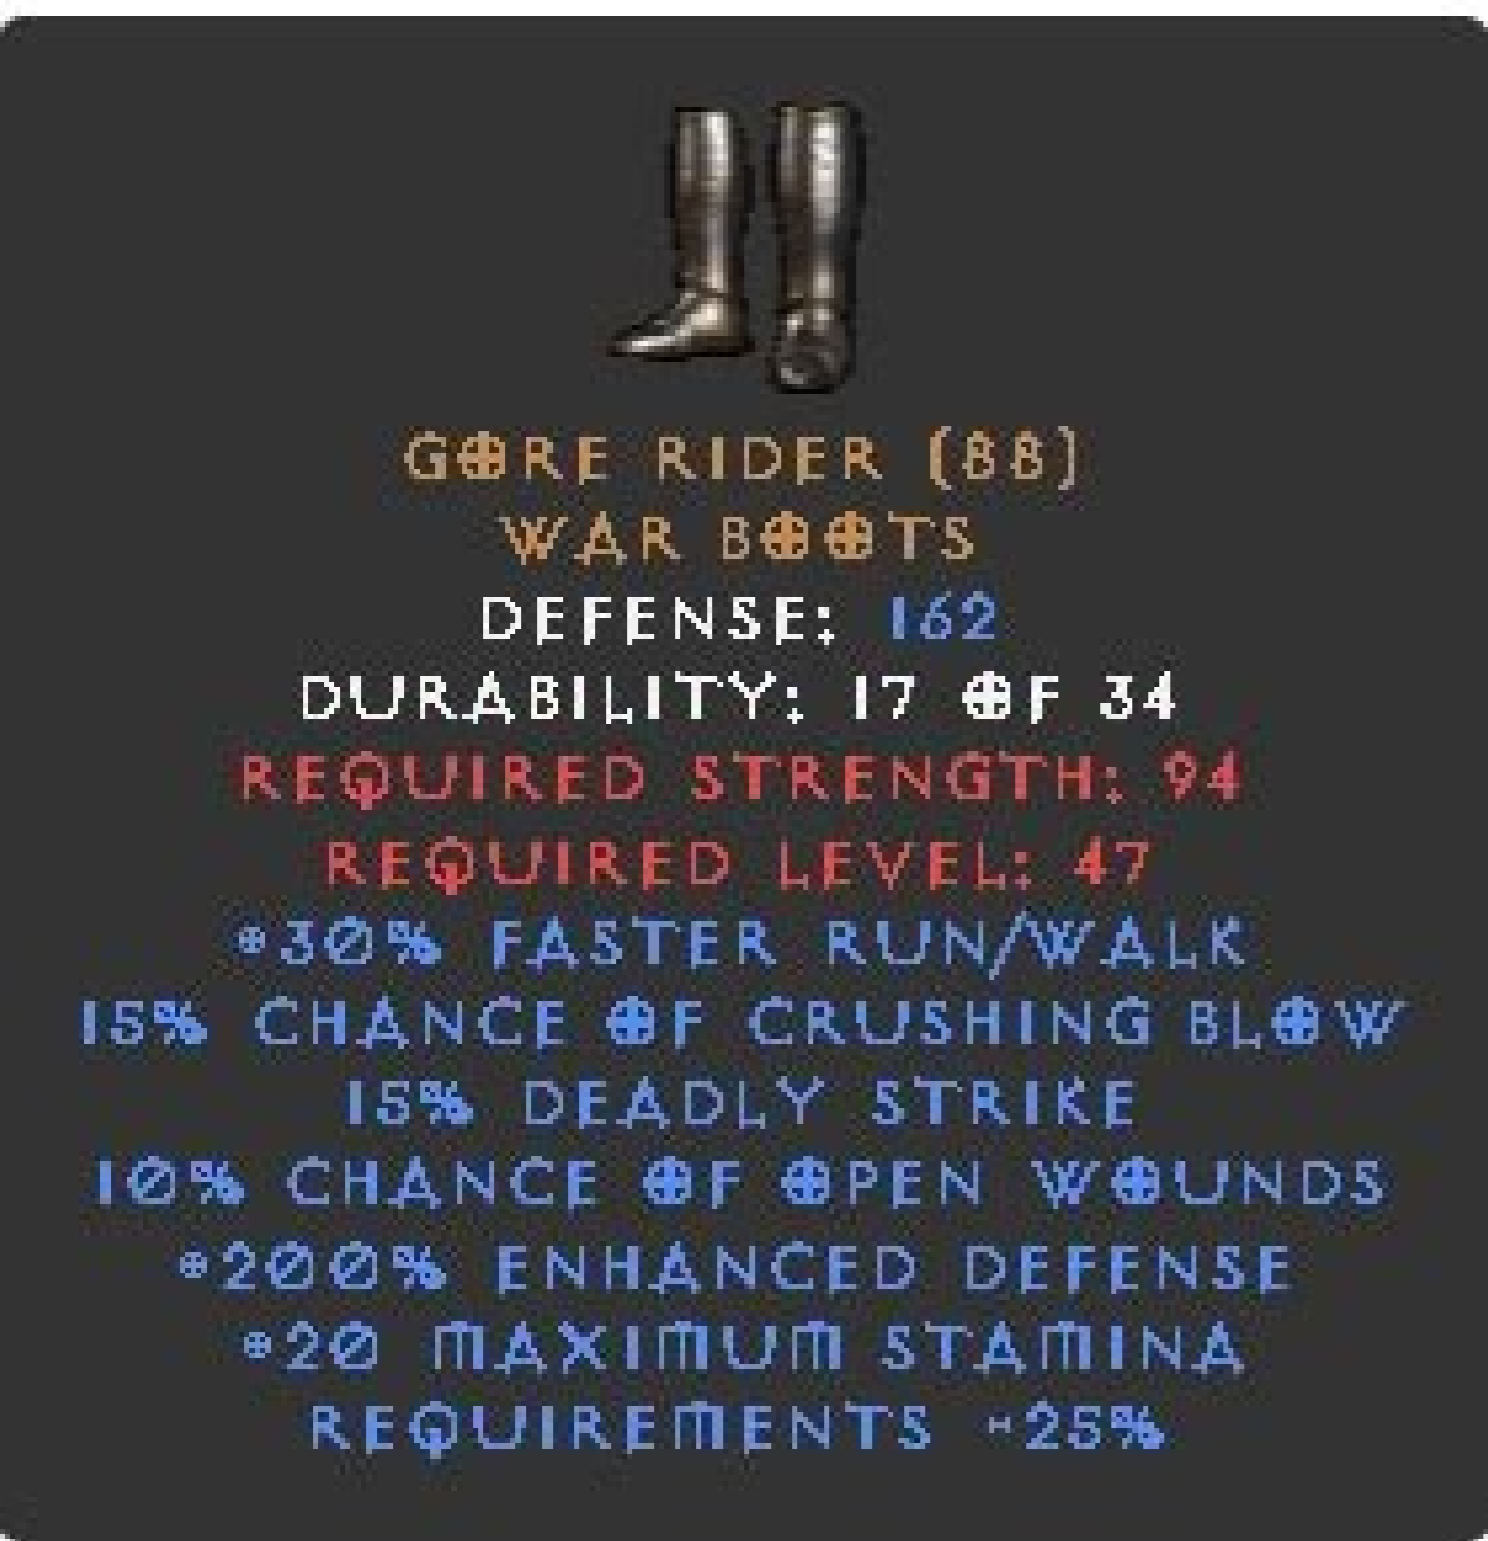 GORE RIDER (88)
WAR BOOTS
DEFENSE: 162
DURABILITY: 17 OF 34
REQUIRED STRENGTH: 94
REQUIRED LEVEL: 47
+30% FASTER RUN/WALK
15% CHANCE OF CRUSHING BLOW
15% DEADLY STRIKE
10% CHANCE OF OPEN WOUNDS
+200% ENHANCED DEFENSE
+20 MAXIMUM STAMINA
REQUIREMENTS -25%